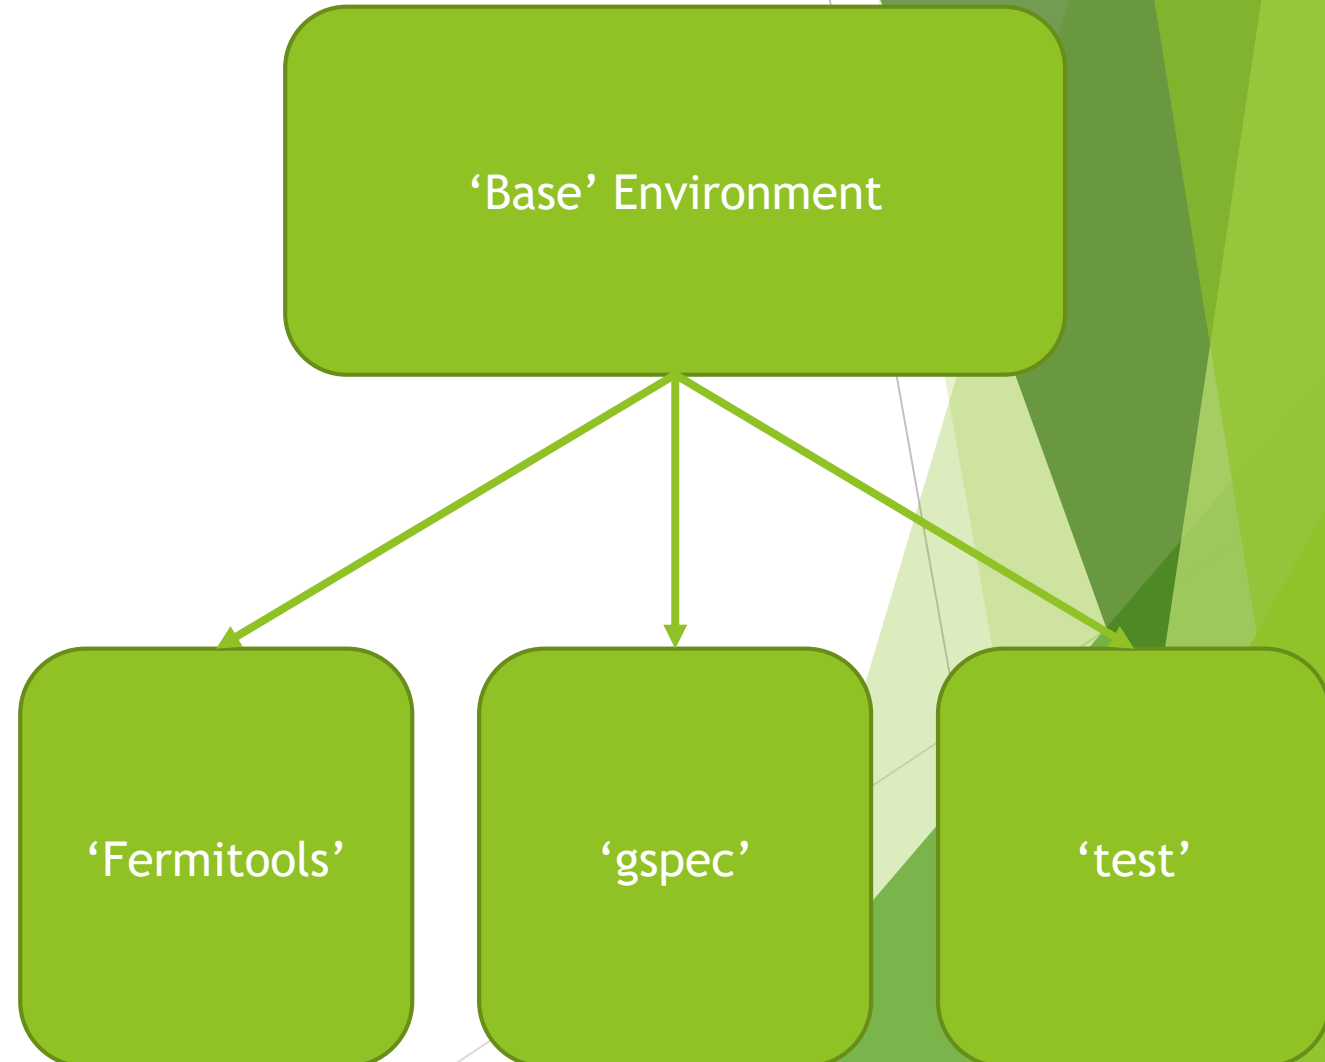 ‘Base’ Environment
‘Fermitools’
‘gspec’
‘test’